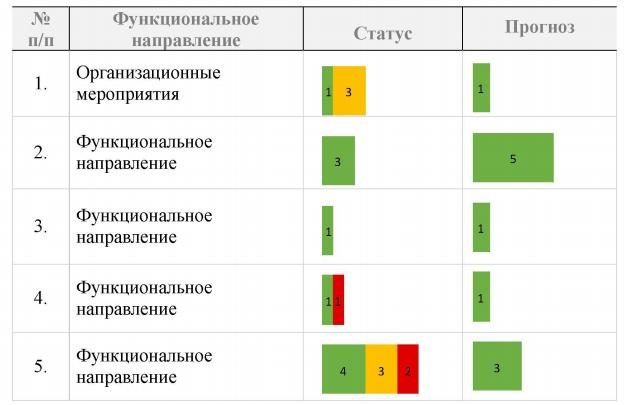 №
п/п
Функциональное
направление
Статус
Прогноз
1.
Организационные
мероприятия
1 3
1
2.
Функциональное
направление
3
5
3.
Функциональное
направление
1
1
4.
Функциональное
направление
1 1
1
5.
Функциональное
направление
4 3 2
3